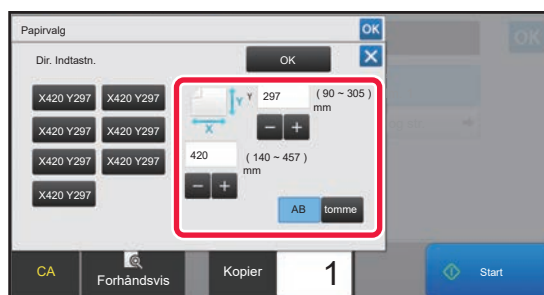 Papirvalg
OK
OK
Dir. Indtastn.
OK
X420 Y297
X420 Y297
X420 Y297
X420 Y297
X420 Y297
X420 Y297
X420 Y297
Y
Y
297
( 90 ~ 305 )
mm
X
420
( 140 ~ 457 )
mm
AB
tomme
CA
Forhåndsvis
Kopier
1
Start